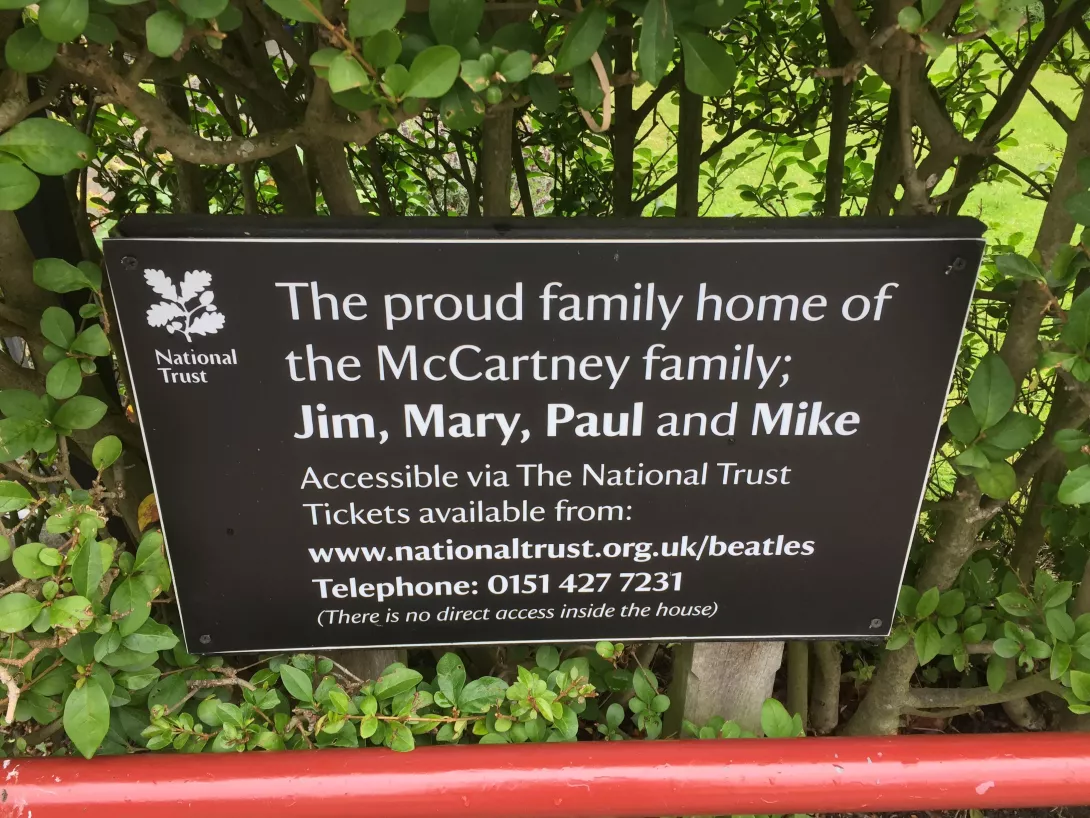 National
Trust
The proud family home of
the McCartney family;
Jim, Mary, Paul and Mike
Accessible via The National Trust
Tickets available from:
www.nationaltrust.org.uk/beatles
Telephone: 0151 427 7231
(There is no direct access inside the house)